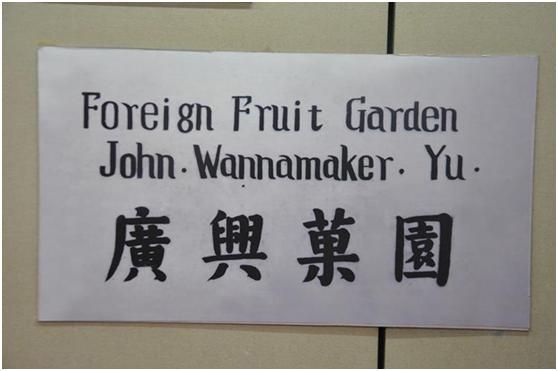 Foreign Fruit Garden
John. Wannamaker. Yu.
廣興菓園